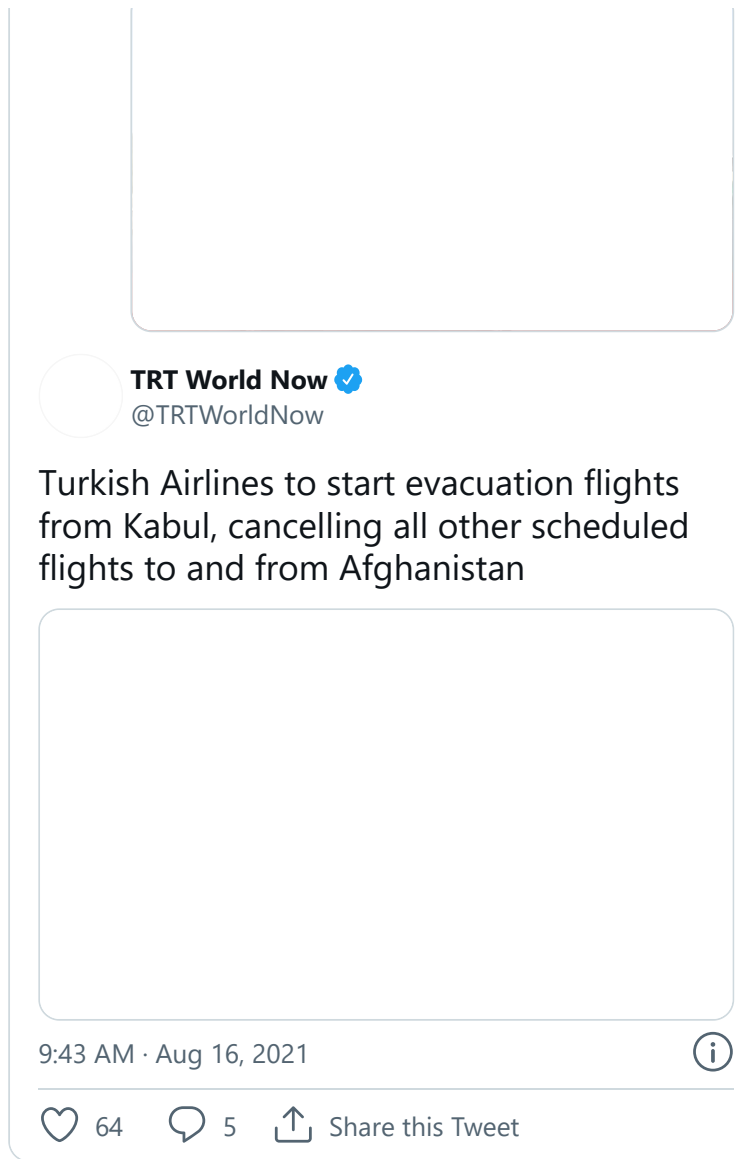 TRT World Now
@TRTWorldNow
Turkish Airlines to start evacuation flights
from Kabul, cancelling all other scheduled
flights to and from Afghanistan
9:43 AM · Aug 16, 2021
64 5 Share this Tweet